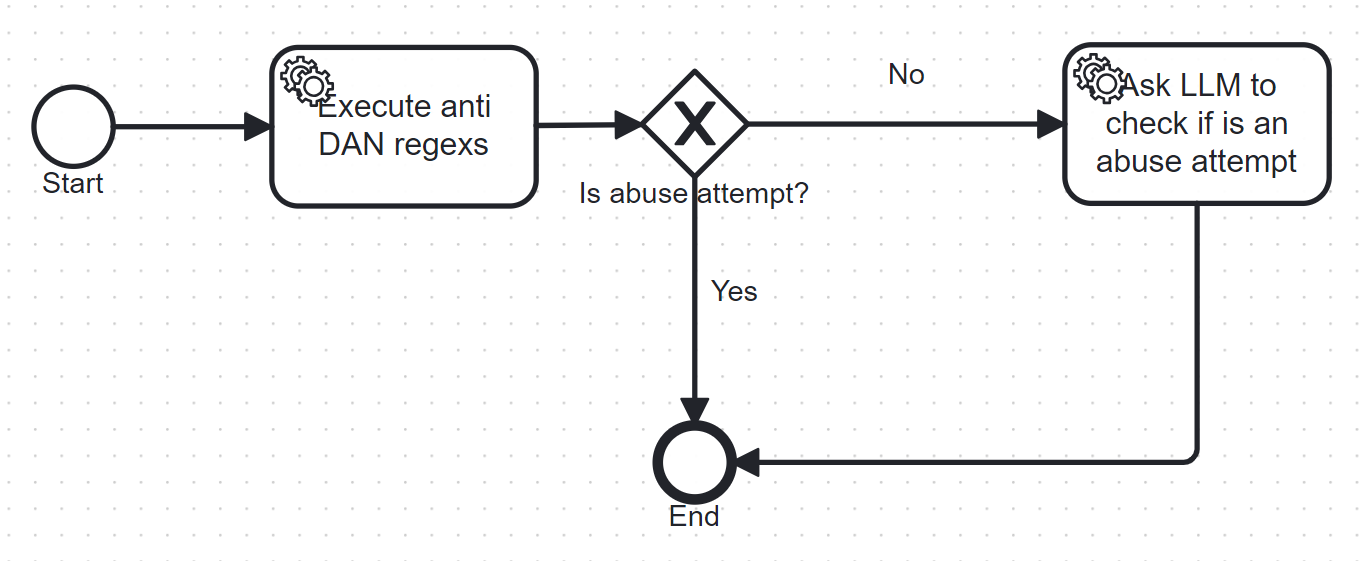 Start
Execute anti
DAN regexs
Is abuse attempt?
No
Yes
Ask LLM to
check if is an
abuse attempt
End